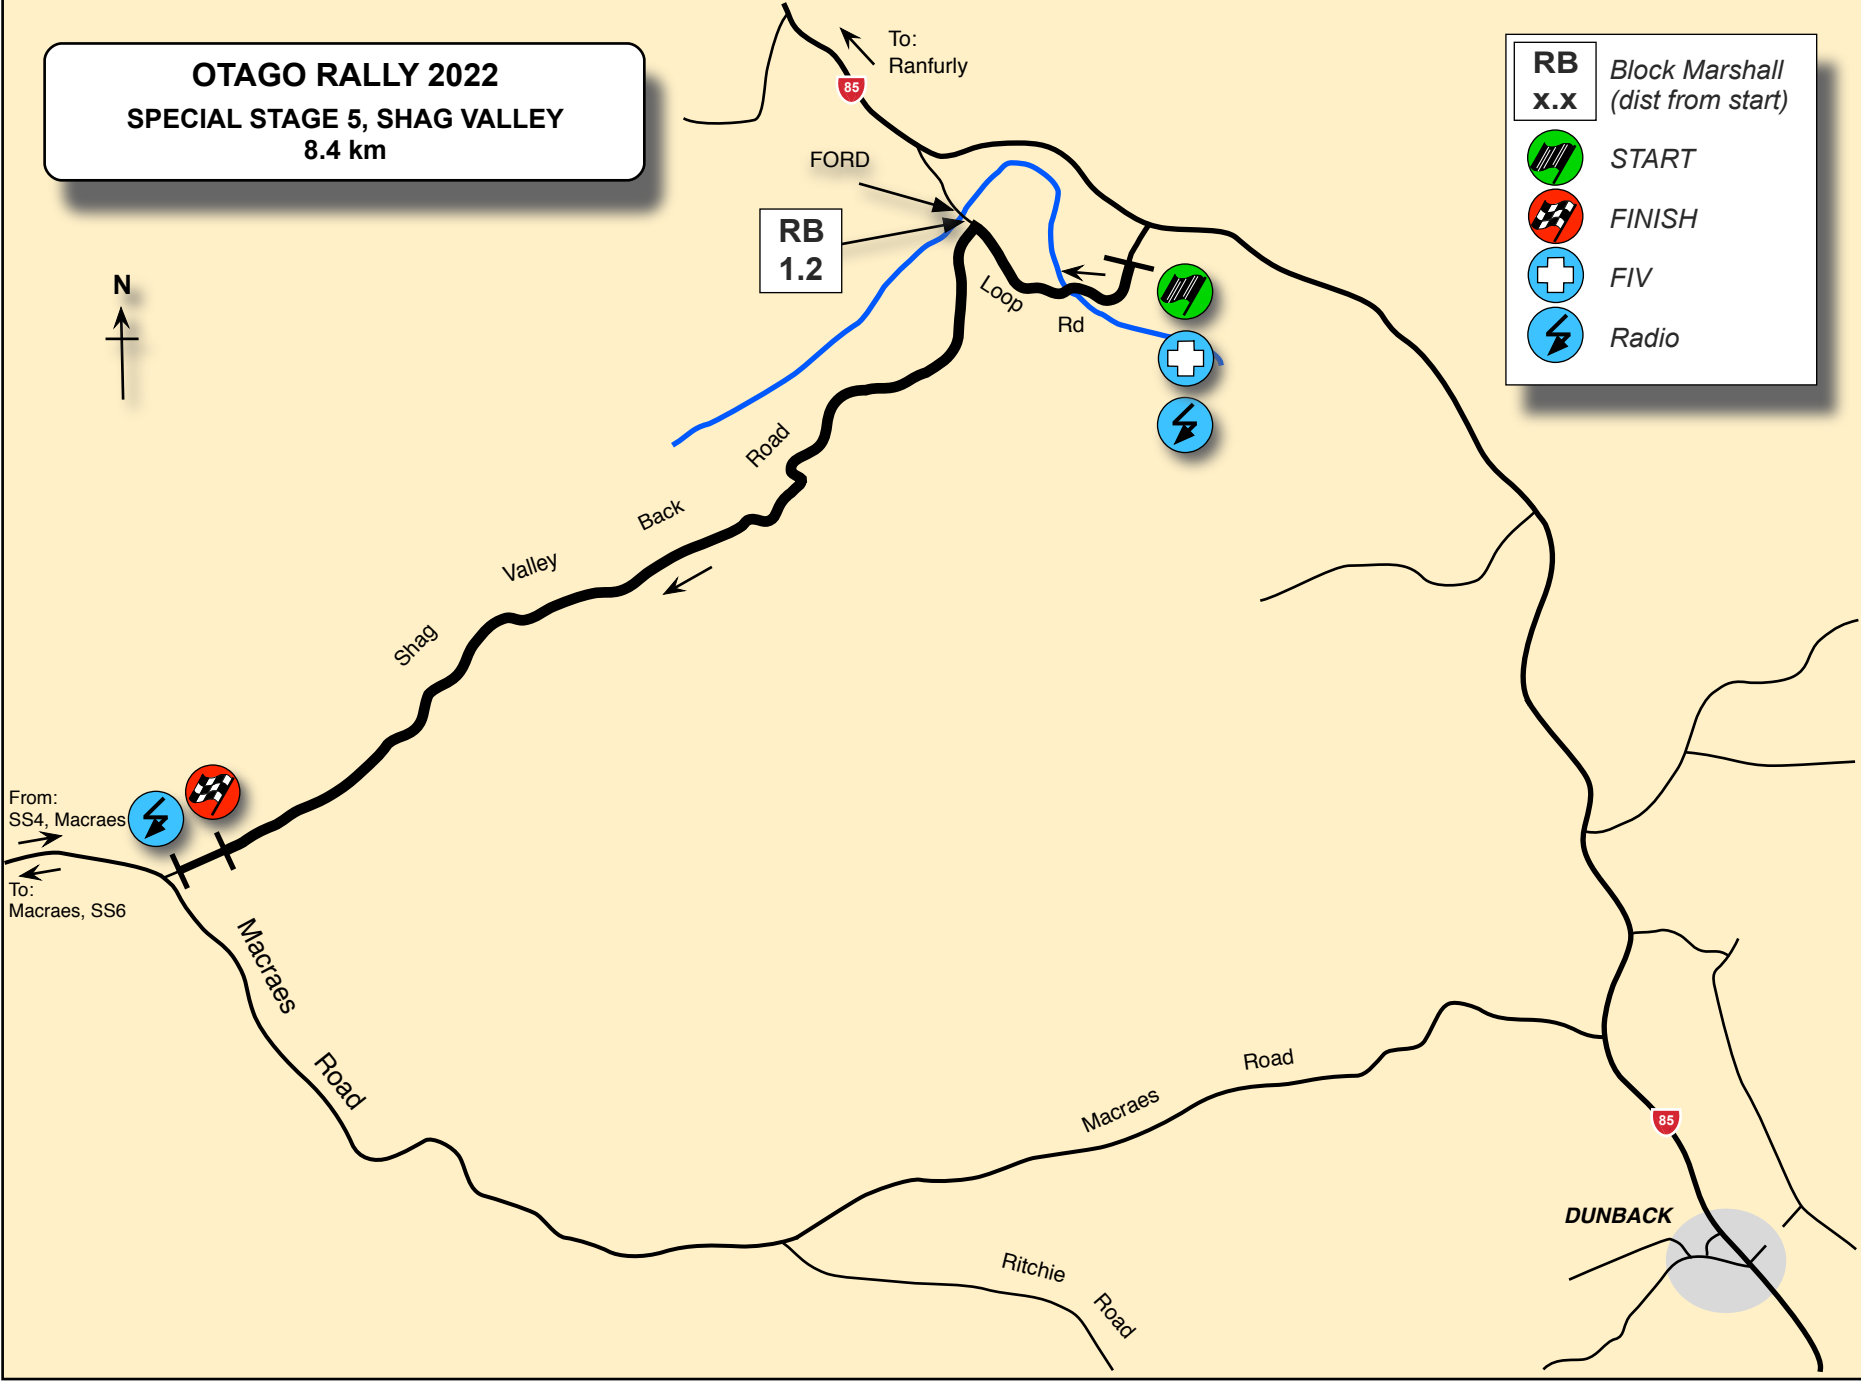 OTAGO RALLY 2022
SPECIAL STAGE 5, SHAG VALLEY
8.4 km
To:
Ranfurly
85
RB
x.x
Block Marshall
(dist from start)
START
FINISH
FIV
Radio
FORD
RB
1.2
N
Loop
Rd
Road
Back
Valley
Shag
From:
SS4, Macraes
To:
Macraes, SS6
Macraes
Road
Macraes
Road
85
DUNBACK
Ritchie
Road